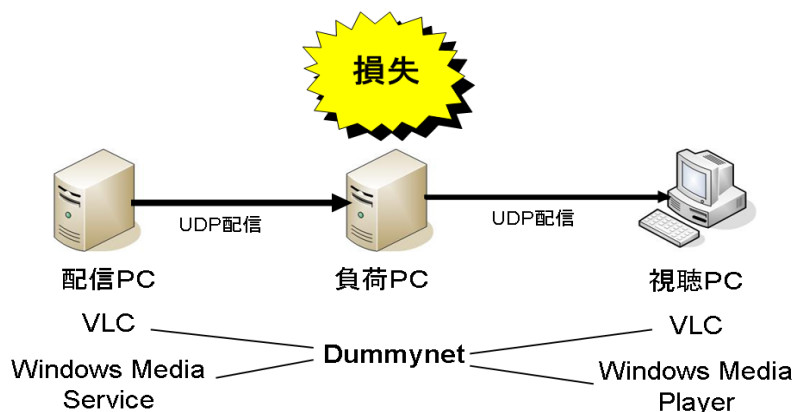 損失
UDP配信
UDP配信
配信PC
負荷PC
視聴PC
VLC
Dummynet
VLC
Windows Media
Service
Windows Media
Player